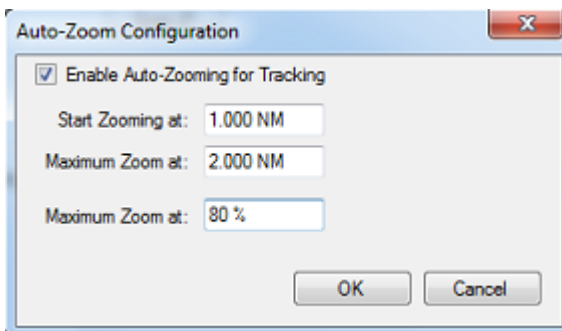 Auto-Zoom Configuration
Enable Auto-Zooming for Tracking
Start Zooming at: 1.000 NM
Maximum Zoom at: 2.000 NM
Maximum Zoom at: 80 %
OK Cancel